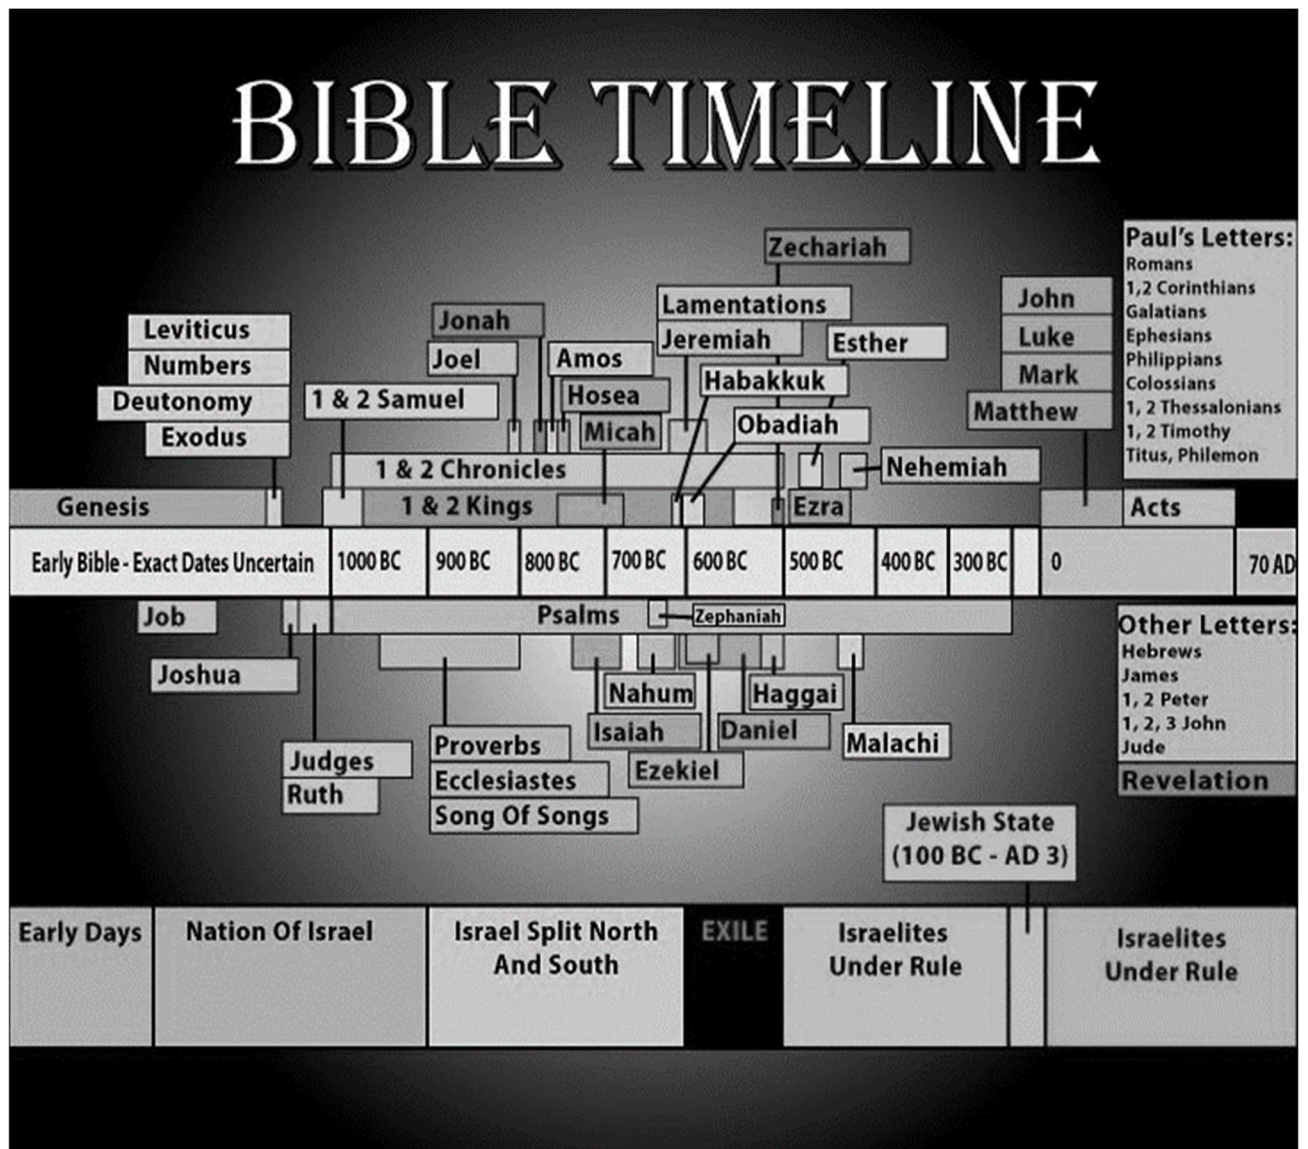 BIBLE TIMELINE
Zechariah
Paul's Letters:
Romans
1,2 Corinthians
Galatians
Ephesians
Philippians
Colossians
1, 2 Thessalonians
1, 2 Timothy
Titus, Philemon
Lamentations
Jeremiah
Esther
Habakkuk
Obadiah
Nehemiah
John
Luke
Mark
Matthew
Leviticus
Numbers
Deutonomy
Exodus
Jonah
Joel
Amos
Hosea
Micah
1 & 2 Samuel
1 & 2 Chronicles
Genesis
1 & 2 Kings
Ezra
Acts
Early Bible - Exact Dates Uncertain
1000 BC
900 BC
800 BC
700 BC
600 BC
500 BC
400 BC
300 BC
0
70 AD
Job
Psalms
Zephaniah
Joshua
Nahum
Haggai
Isaiah
Daniel
Malachi
Ezekiel
Judges
Ruth
Proverbs
Ecclesiastes
Song Of Songs
Other Letters:
Hebrews
James
1, 2 Peter
1, 2, 3 John
Jude
Revelation
Jewish State
(100 BC - AD 3)
Early Days
Nation Of Israel
Israel Split North
And South
EXILE
Israelites
Under Rule
Israelites
Under Rule